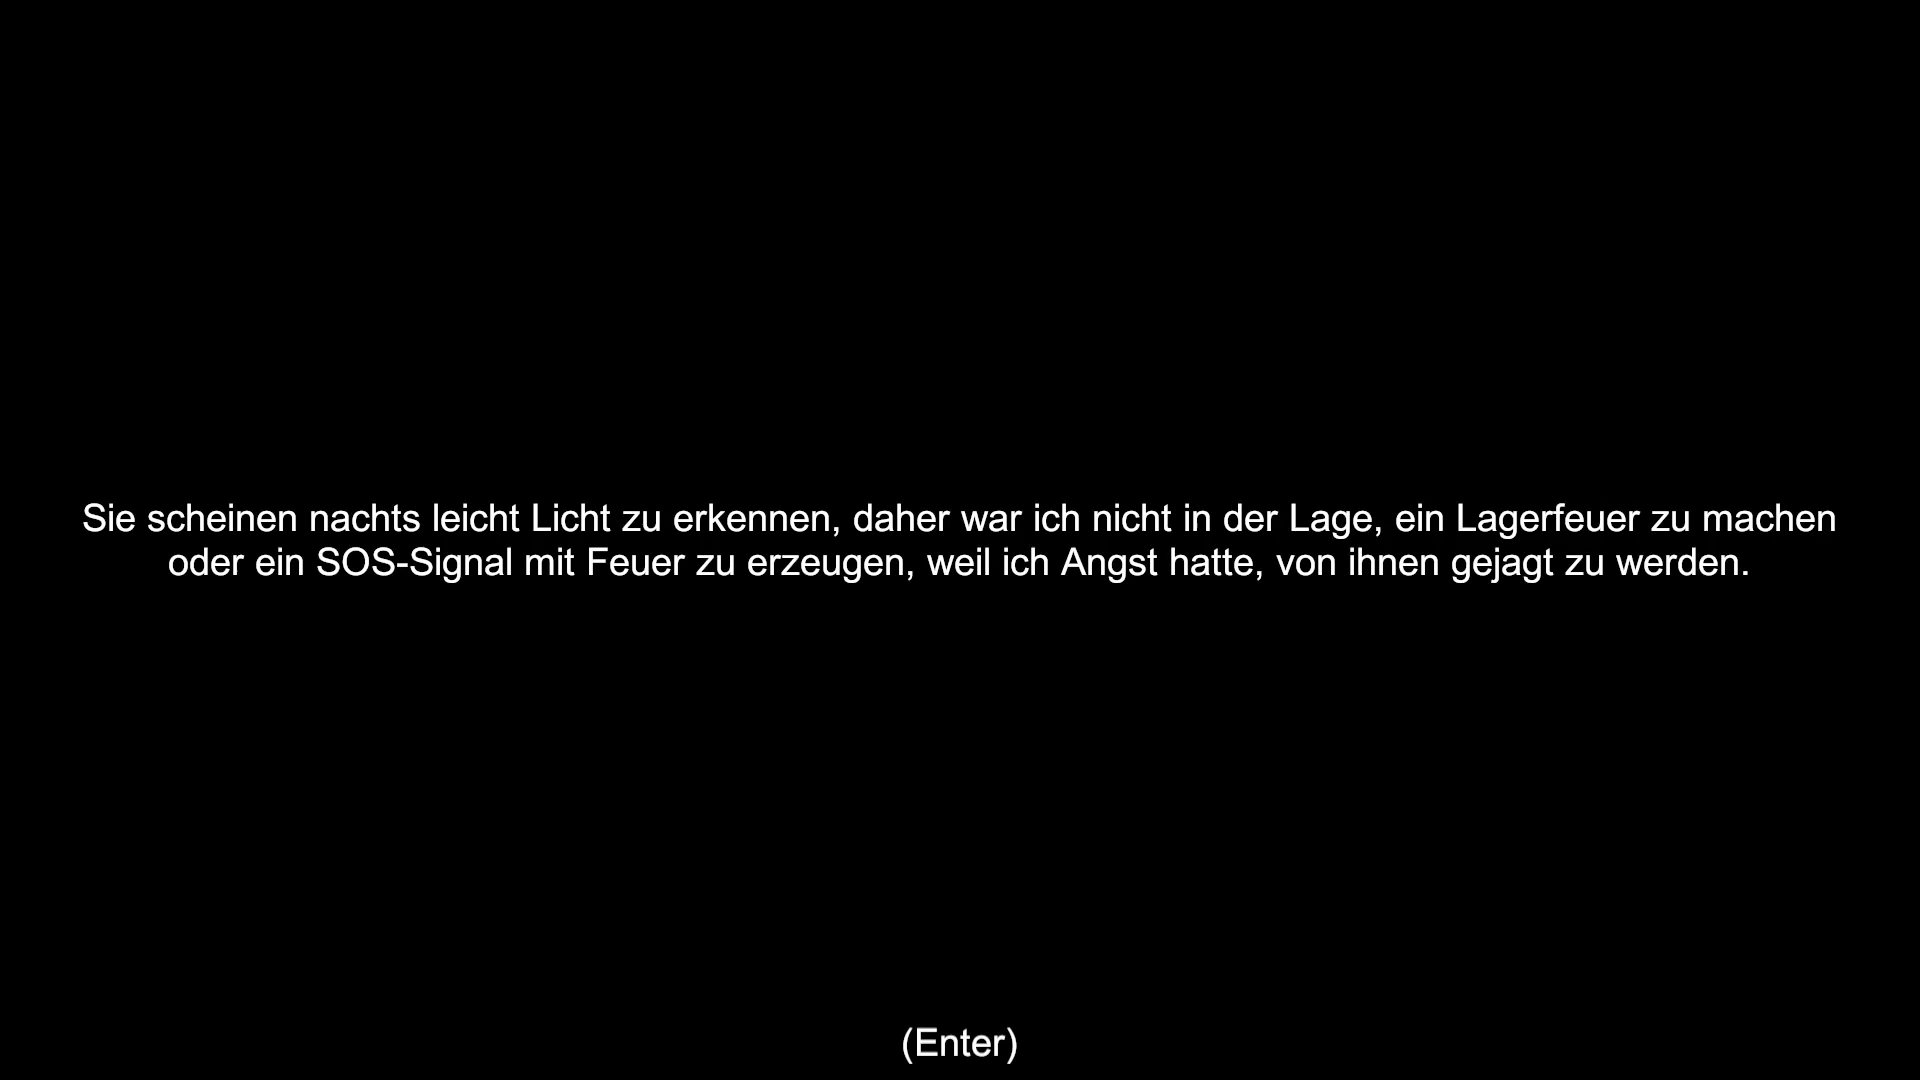 Sie scheinen nachts leicht Licht zu erkennen, daher war ich nicht in der Lage, ein Lagerfeuer zu machen
oder ein SOS-Signal mit Feuer zu erzeugen, weil ich Angst hatte, von ihnen gejagt zu werden.
(Enter)